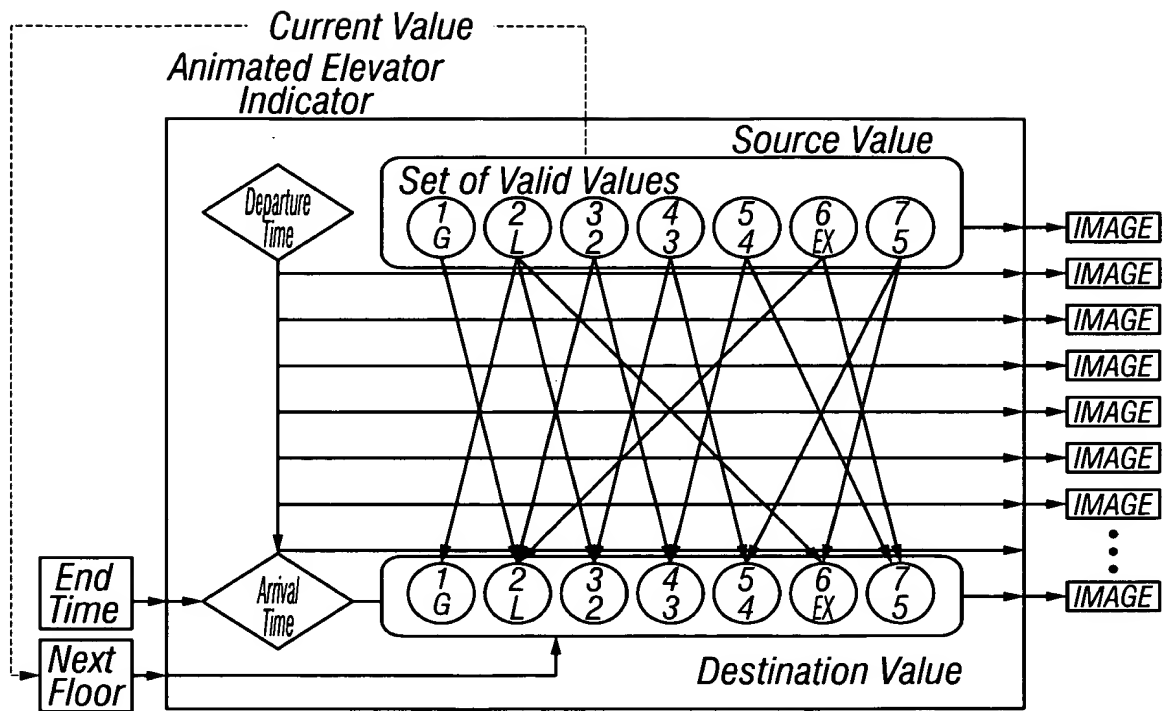 Current Value
Animated Elevator
Indicator
Source Value
Set of Valid Values
Departure
Time
1 2 3 4 5 6 7
G L 2 3 4 EX 5
IMAGE
IMAGE
IMAGE
IMAGE
IMAGE
IMAGE
IMAGE
End
Time
Arrival
Time
1 2 3 4 5 6 7
G L 2 3 4 EX 5
IMAGE
Next
Floor
Destination Value